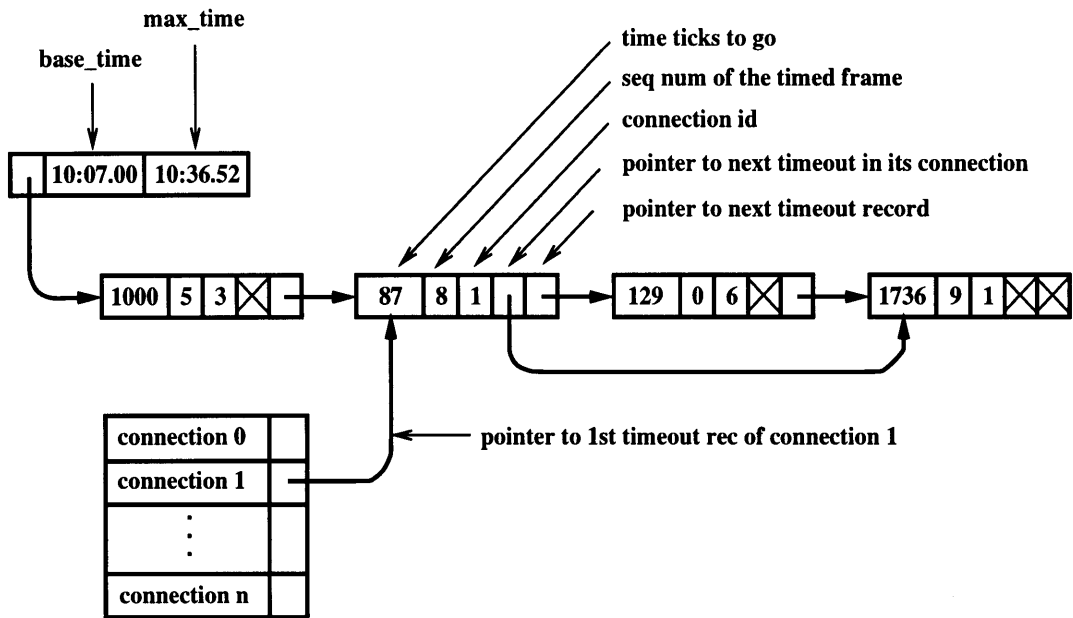 max_time
base_time
time ticks to go
seq num of the timed frame
connection id
pointer to next timeout in its connection
pointer to next timeout record
10:07.00 10:36.52
1000 5 3
87 8 1
129 0 6
1736 9 1
connection 0
pointer to 1st timeout rec of connection 1
connection 1
connection n